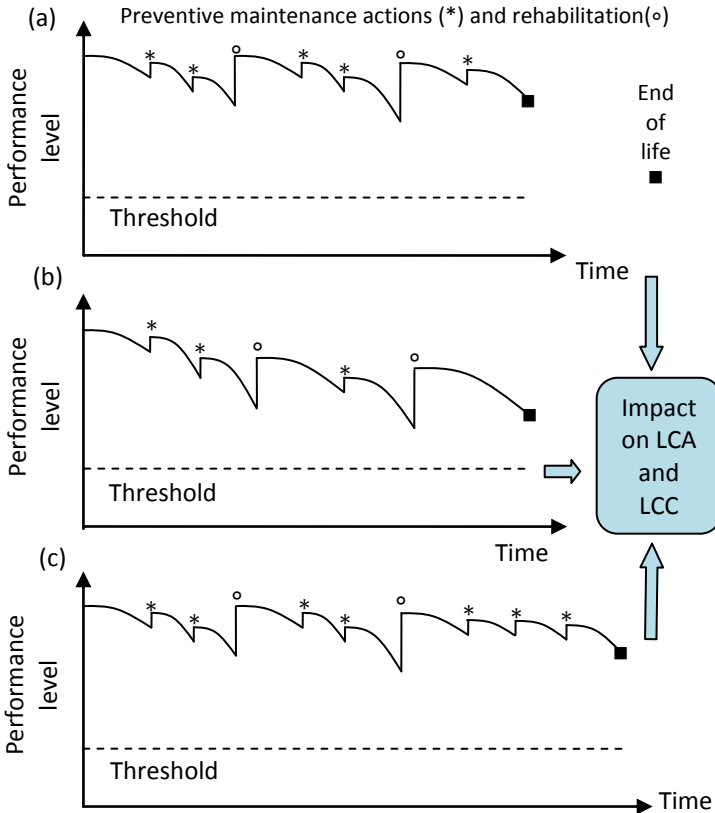 Preventive maintenance actions (*) and rehabilitation(o)
(a)
*
*
o
*
*
o
*
Performance
level
Threshold
Time
End
of
life
(b)
*
*
o
*
o
Performance
level
Threshold
Time
Impact
on LCA
and
LCC
(c)
*
*
o
*
*
o
*
*
*
Performance
level
Threshold
Time